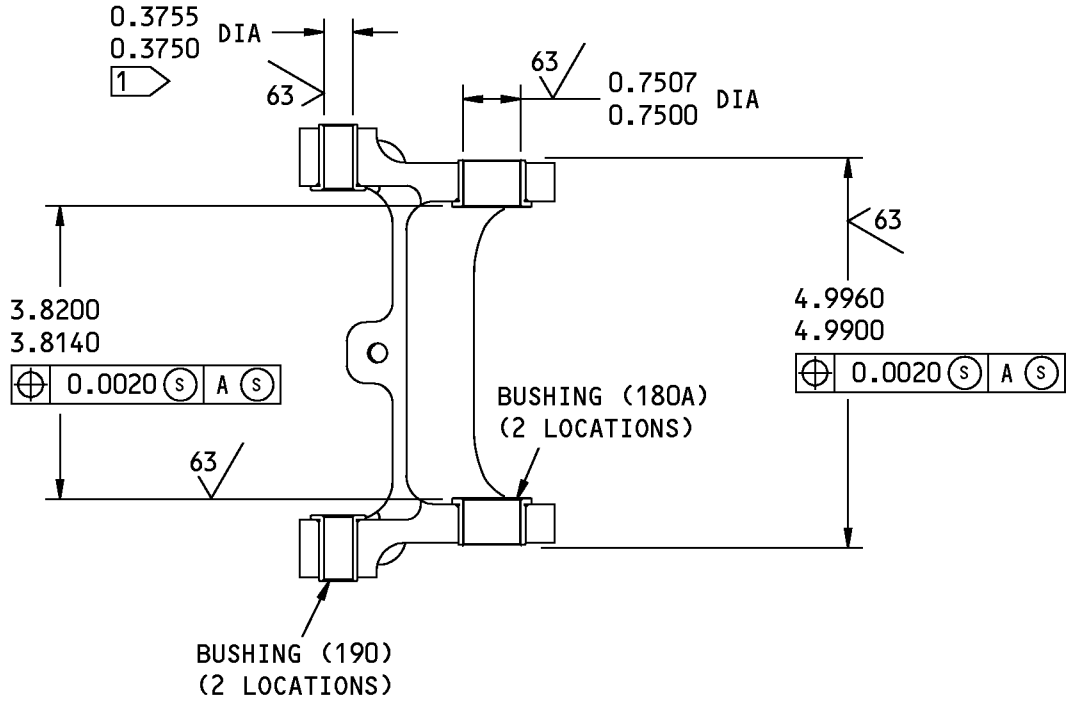 0.3755
0.3750
DIA
1
63
63
0.7507
0.7500
DIA
63
3.8200
3.8140
0.0020 S A S
4.9960
4.9900
0.0020 S A S
BUSHING (180A)
(2 LOCATIONS)
63
BUSHING (190)
(2 LOCATIONS)